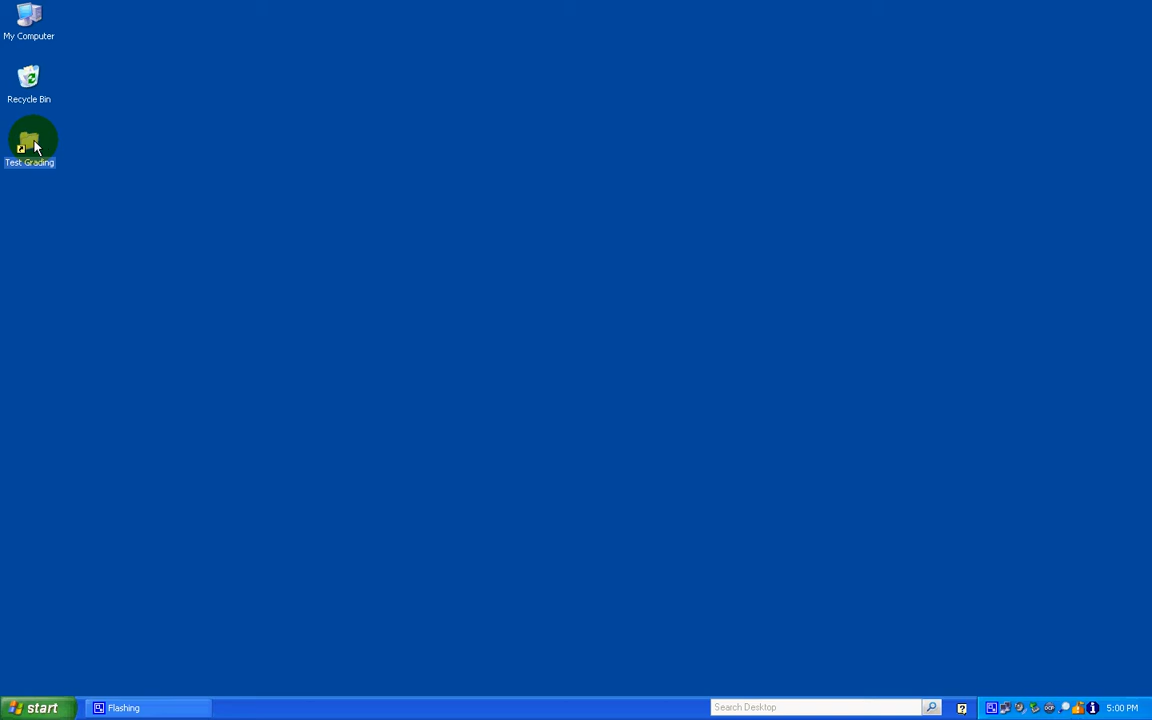 My Computer
Recycle Bin
Test Grading
start
Flashing
Search Desktop
5:00 PM